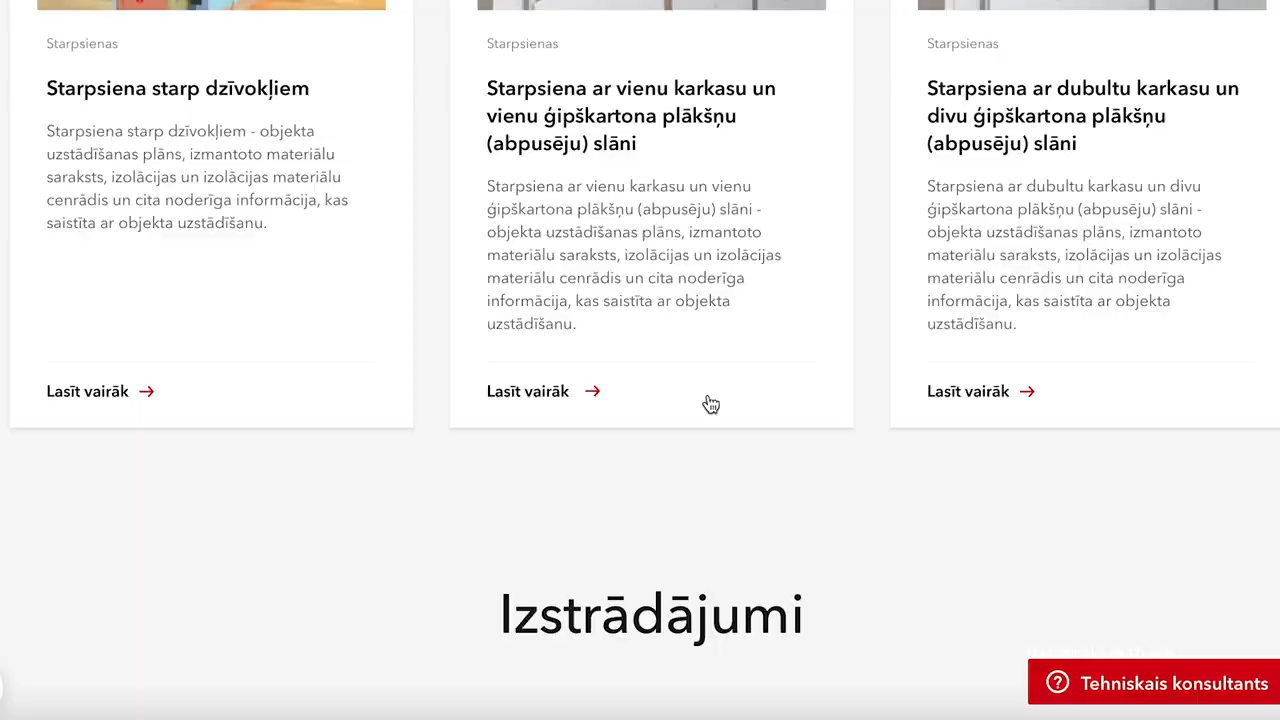 Starpsienas
Starpsiena starp dzīvokļiem
Starpsiena starp dzīvokļiem - objekta
uzstādīšanas plāns, izmantoto materiālu
saraksts, izolācijas un izolācijas materiālu
cenrādis un cita noderīga informācija, kas
saistīta ar objekta uzstādīšanu.
Lasīt vairāk
Starpsienas
Starpsiena ar vienu karkasu un
vienu ģipškartona plākšņu
(abpusēju) slāni
Starpsiena ar vienu karkasu un vienu
ģipškartona plākšņu (abpusēju) slāni -
objekta uzstādīšanas plāns, izmantoto
materiālu saraksts, izolācijas un izolācijas
materiālu cenrādis un cita noderīga
informācija, kas saistīta ar objekta
uzstādīšanu.
Lasīt vairāk
Starpsienas
Starpsiena ar dubultu karkasu un
divu ģipškartona plākšņu
(abpusēju) slāni
Starpsiena ar dubultu karkasu un divu
ģipškartona plākšņu (abpusēju) slāni -
objekta uzstādīšanas plāns, izmantoto
materiālu saraksts, izolācijas un izolācijas
materiālu cenrādis un cita noderīga
informācija, kas saistīta ar objekta
uzstādīšanu.
Lasīt vairāk
Izstrādājumi
Tehniskais konsultants